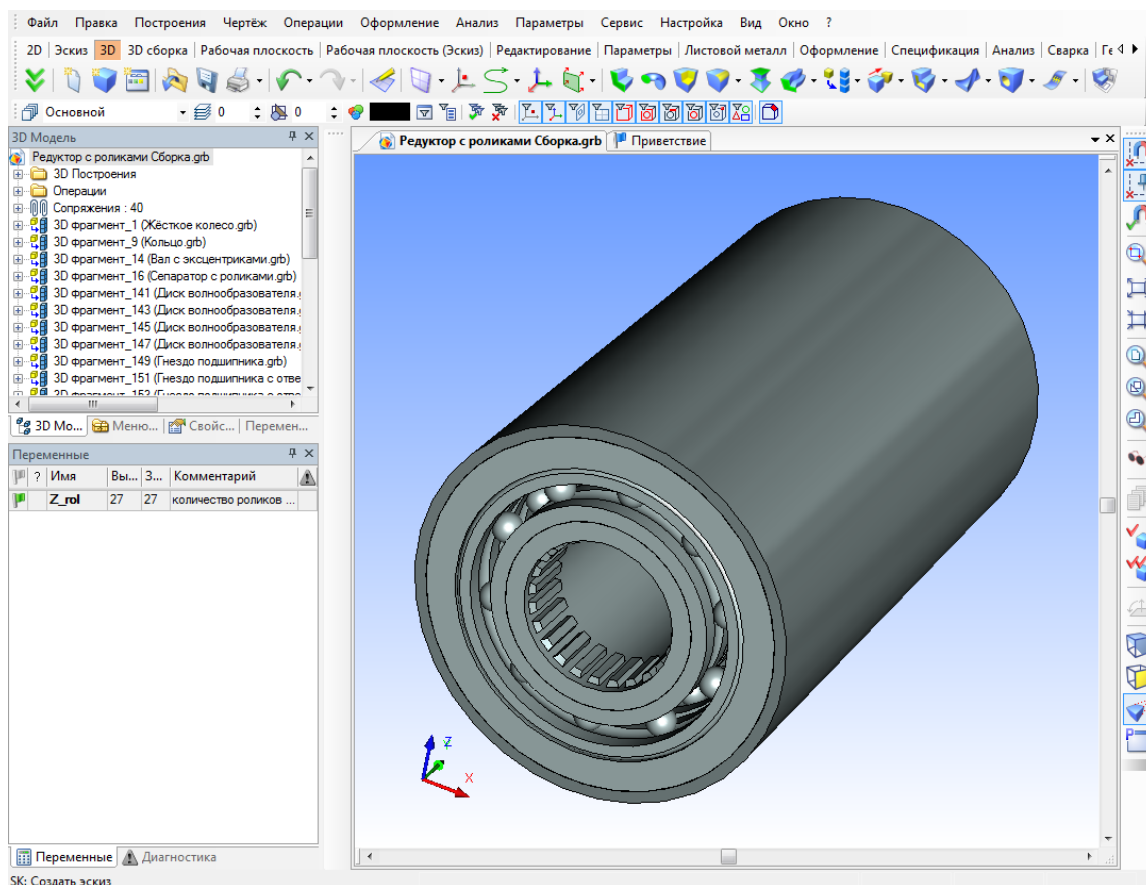 Файл Правка Построения Чертёж Операции Оформление Анализ Параметры Сервис Настройка Вид Окно ?
2D Эскиз 3D 3D сборка Рабочая плоскость Рабочая плоскость (Эскиз) Редактирование Параметры Листовой металл Оформление Спецификация Анализ Сварка Ге
Основной 0 0
3D Модель
Редуктор с роликами Сборка.grb Приветствие
Редуктор с роликами Сборка.grb
3D Построения
Операции
Сопряжения : 40
3D фрагмент_1 (Жёсткое колесо.grb)
3D фрагмент_9 (Кольцо.grb)
3D фрагмент_14 (Вал с эксцентриками.grb)
3D фрагмент_16 (Сепаратор с роликами.grb)
3D фрагмент_141 (Диск волнообразователя.
3D фрагмент_143 (Диск волнообразователя.
3D фрагмент_145 (Диск волнообразователя.
3D фрагмент_147 (Диск волнообразователя.
3D фрагмент_149 (Гнездо подшипника.grb)
3D фрагмент_151 (Гнездо подшипника с отве
3D Мо... Меню... Свойс... Перемен...
Переменные
? Имя Вы... З... Комментарий
Z_rol 27 27 количество роликов ...
Z
X
Переменные Диагностика
SK: Создать эскиз